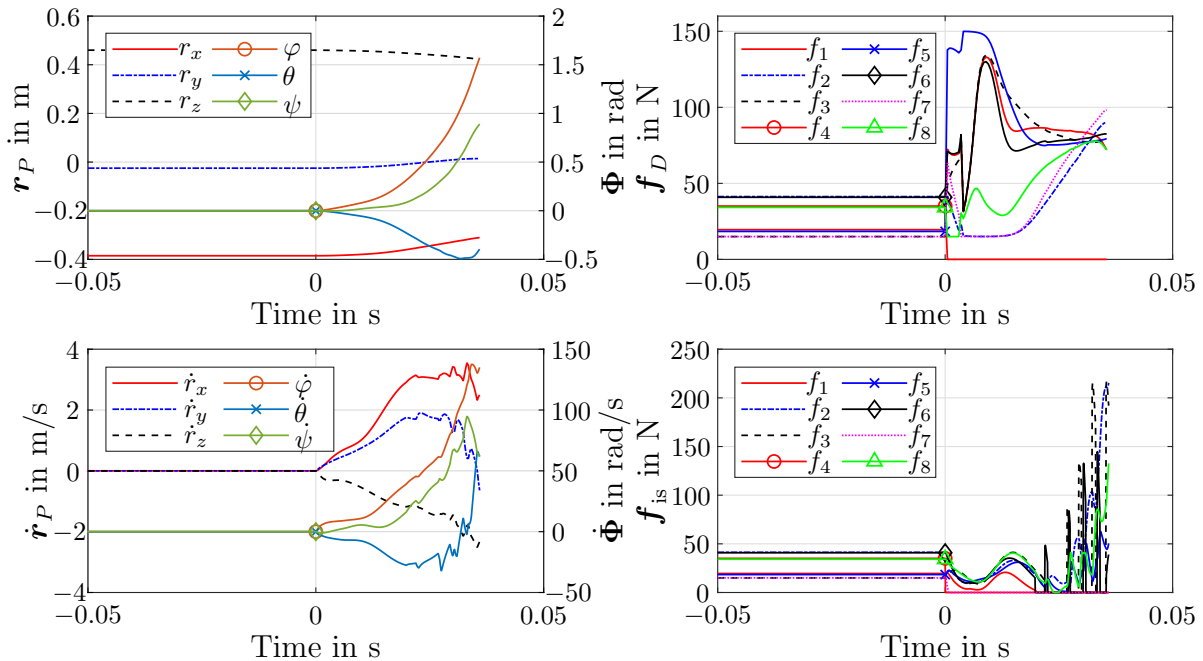 0.6
0.4
0.2
0
−0.2
−0.4
r_P in m
r_x
r_y
r_z
φ
θ
ψ
2
1.5
1
0.5
0
−0.5
Φ in rad
−0.05
0
0.05
Time in s
150
100
50
0
f_D in N
f_1
f_2
f_3
f_4
f_5
f_6
f_7
f_8
−0.05
0
0.05
Time in s
4
2
0
−2
−4
ṙ_P in m/s
ṙ_x
ṙ_y
ṙ_z
φ̇
θ̇
ψ̇
150
100
50
0
−50
Φ̇ in rad/s
−0.05
0
0.05
Time in s
250
200
150
100
50
0
f_is in N
f_1
f_2
f_3
f_4
f_5
f_6
f_7
f_8
−0.05
0
0.05
Time in s